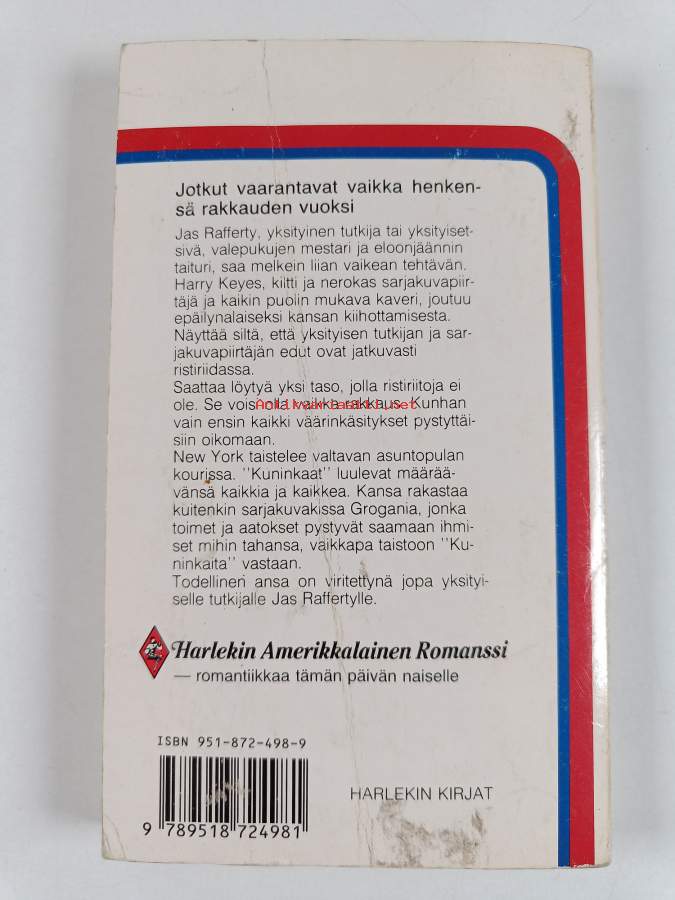 Jotkut vaarantavat vaikka henken-
sä rakkauden vuoksi
Jas Rafferty, yksityinen tutkija tai yksityiset-
sivä, valepukujen mestari ja eloonjäännin
taituri, saa melkein liian vaikean tehtävän.
Harry Keyes, kiltti ja nerokas sarjakuvapiir-
täjä ja kaikin puolin mukava kaveri, joutuu
epäilynalaiseksi kansan kiihottamisesta.
Näyttää siltä, että yksityisen tutkijan ja sar-
jakuvapiirtäjän edut ovat jatkuvasti
ristiriidassa.
Saattaa löytyä yksi taso, jolla ristiriitoja ei
ole. Se voisi olla vaikka rakkaus. Kunhan
Antikvariaatti.net
vain ensin kaikki väärinkäsitykset pystyttäi-
siin oikomaan.
New York taistelee valtavan asuntopulan
kourissa. "Kuninkaat" luulevat määrää-
vänsä kaikkia ja kaikkea. Kansa rakastaa
kuitenkin sarjakuvakissa Grogania, jonka
toimet ja aatokset pystyvät saamaan ihmi-
set mihin tahansa, vaikkapa taistoon "Ku-
ninkaita" vastaan.
Todellinen ansa on viritettynä jopa yksityi-
selle tutkijalle Jas Raffertylle.
Harlekin Amerikkalainen Romanssi
— romantiikkaa tämän päivän naiselle
ISBN 951-872-498-9
HARLEKIN KIRJAT
9 789518 724981